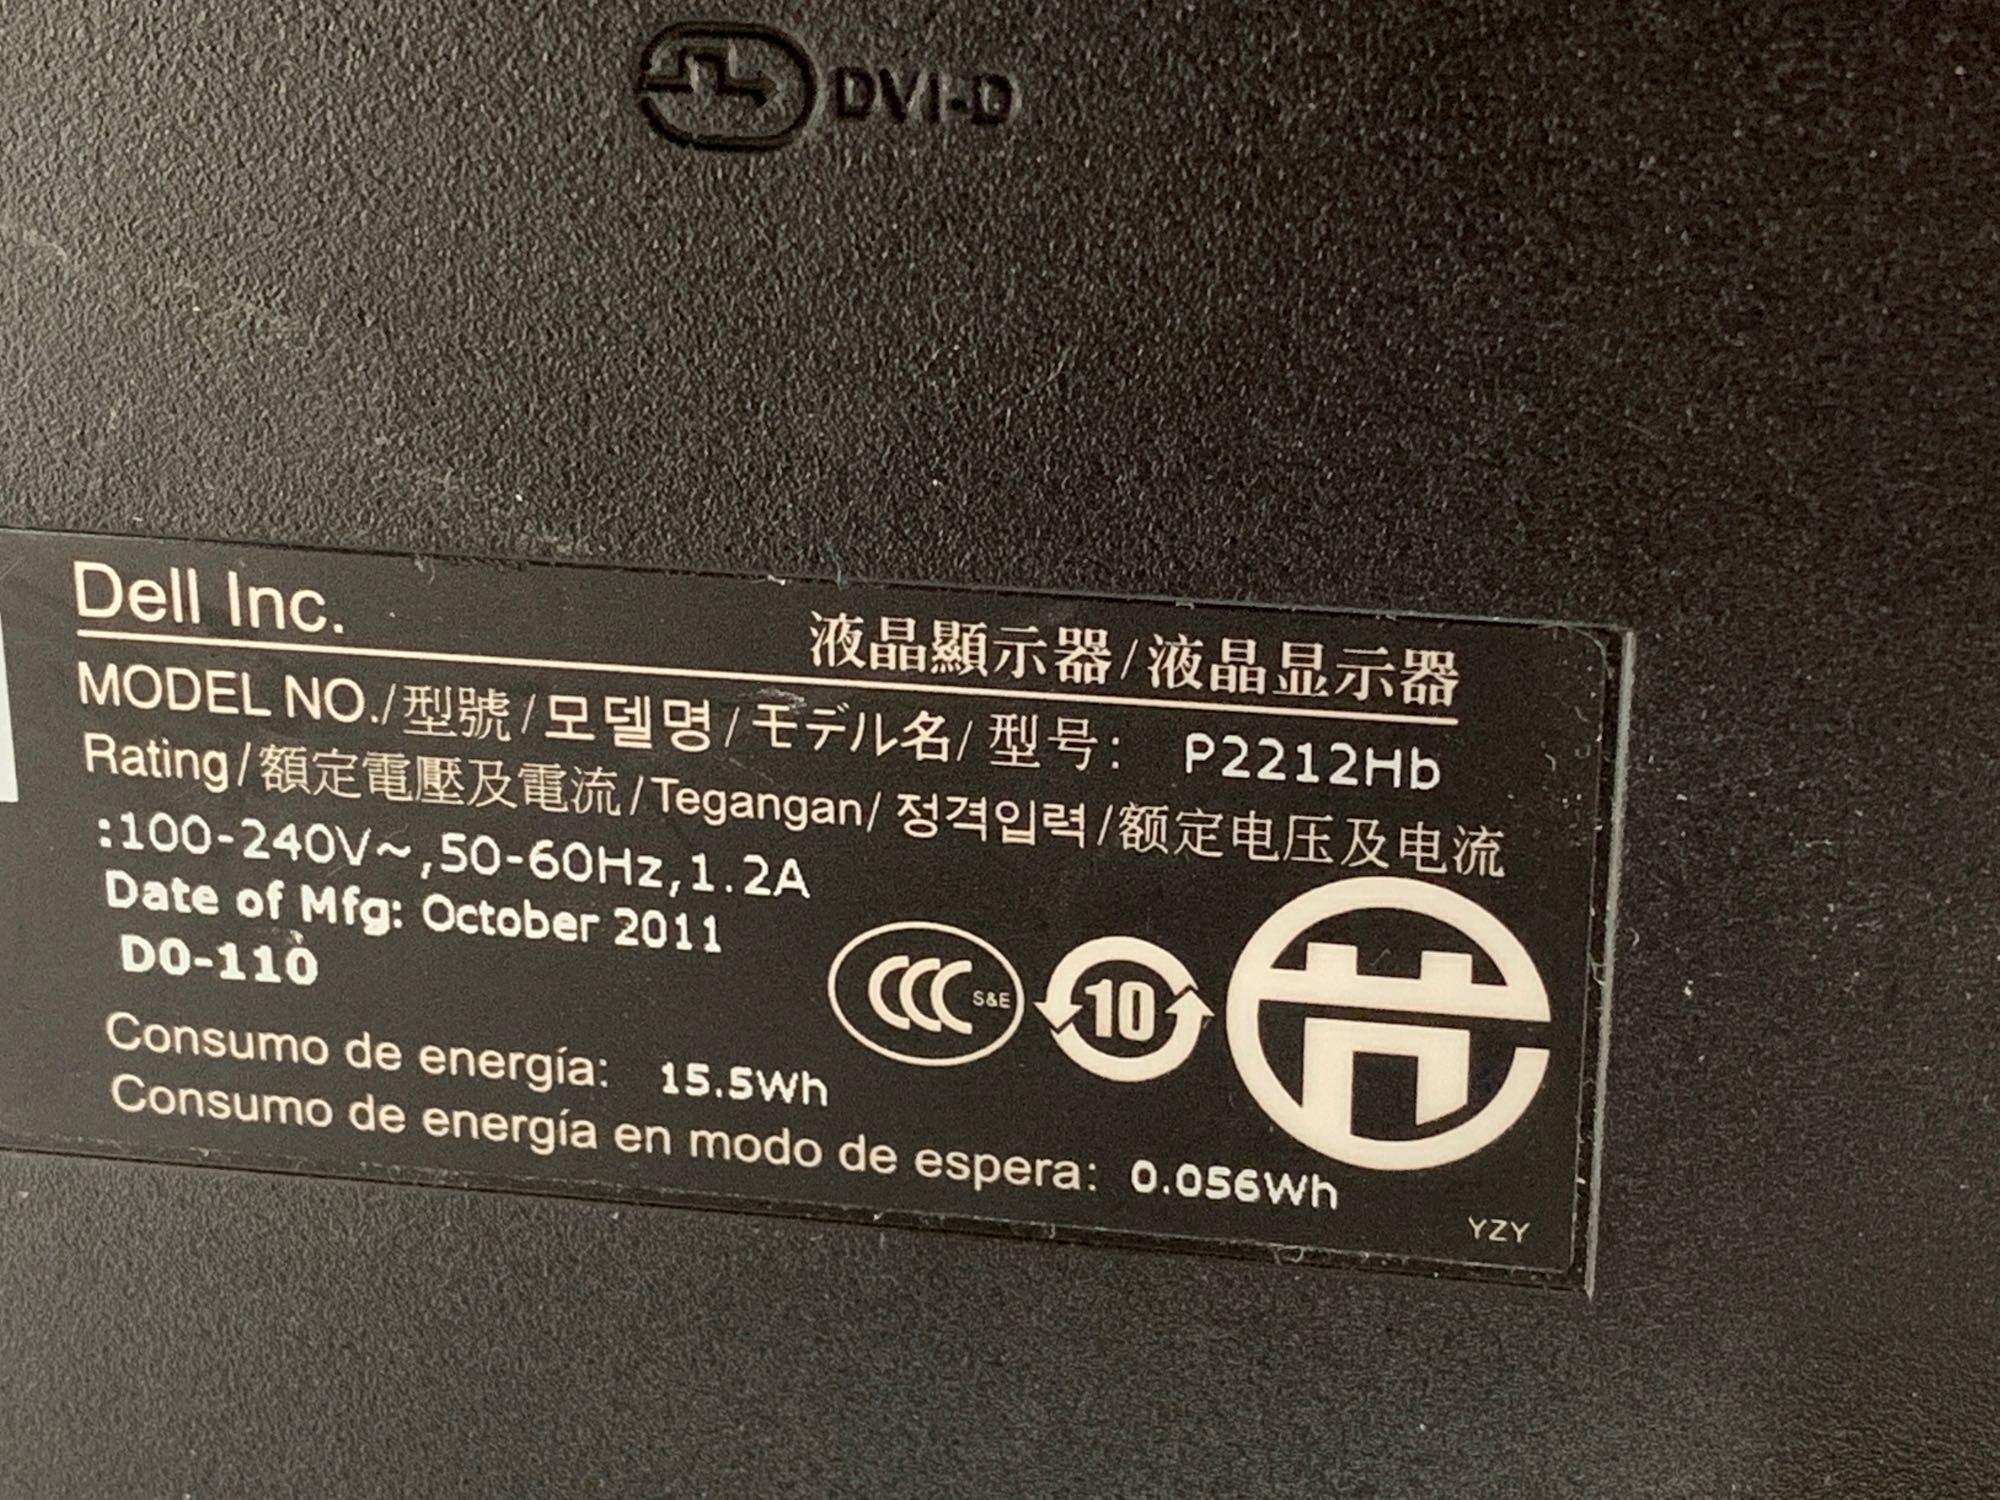 DVI-D
Dell Inc.
液晶顯示器/液晶显示器
MODEL NO./型號/모델명/モデル名/型号: P2212Hb
Rating/額定電壓及電流/Tegangan/정격입력/额定电压及电流
:100-240V~,50-60Hz,1.2A
Date of Mfg: October 2011
D0-110
CCC S&E
10
Consumo de energía: 15.5Wh
Consumo de energía en modo de espera: 0.056Wh
YZY